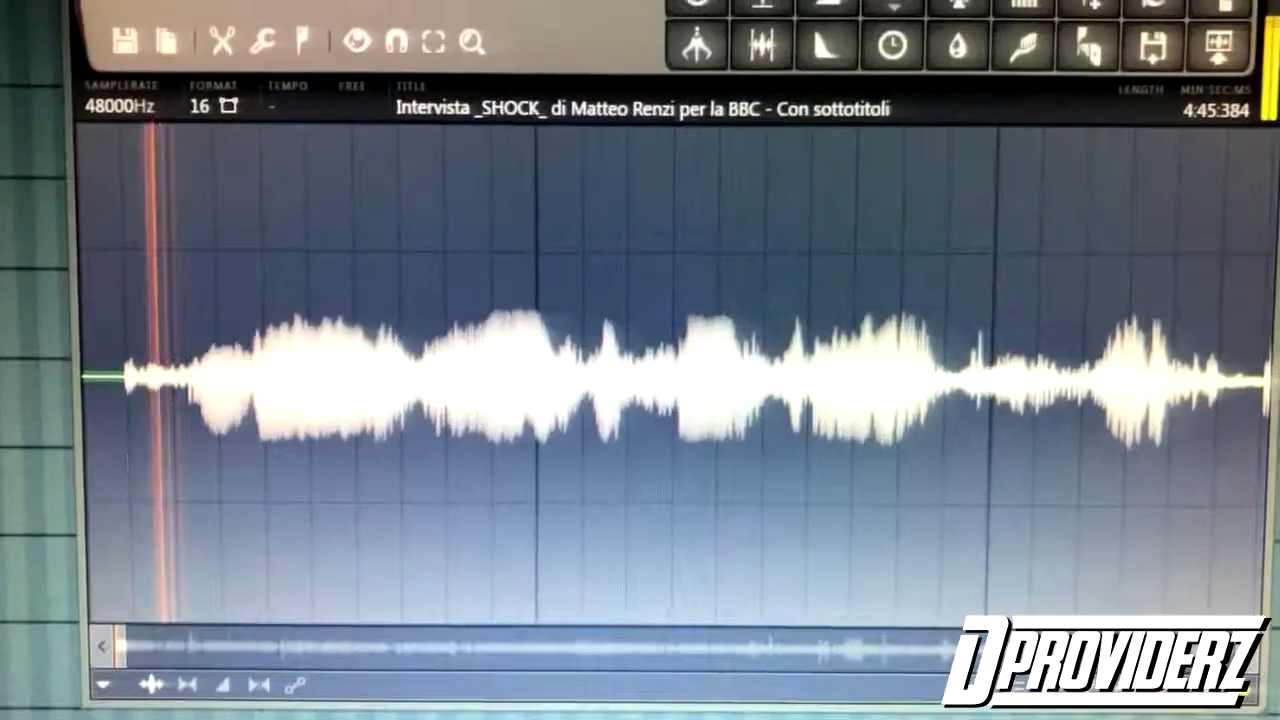 SAMPLERATE FORMAT TEMPO FREE TITLE LENGTH MIN:SEC:MS
48000Hz 16 - Intervista _SHOCK_ di Matteo Renzi per la BBC - Con sottotitoli 4:45:384
DPROVIDERZ